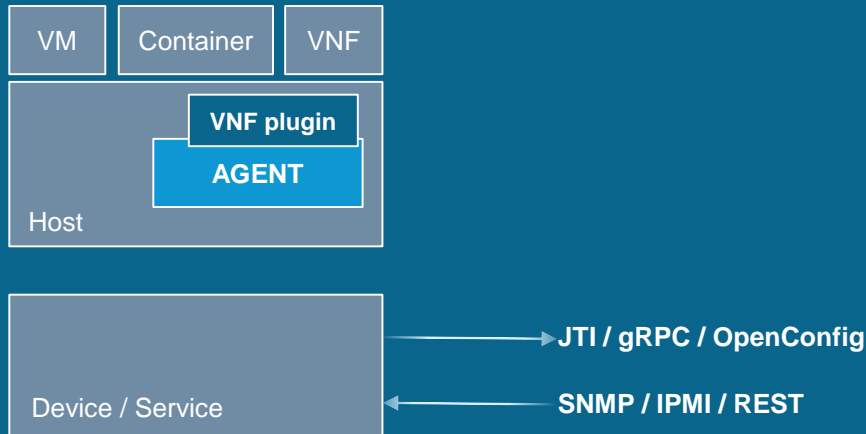 VM
Container
VNF
VNF plugin
AGENT
Host
JTI / gRPC / OpenConfig
Device / Service
SNMP / IPMI / REST